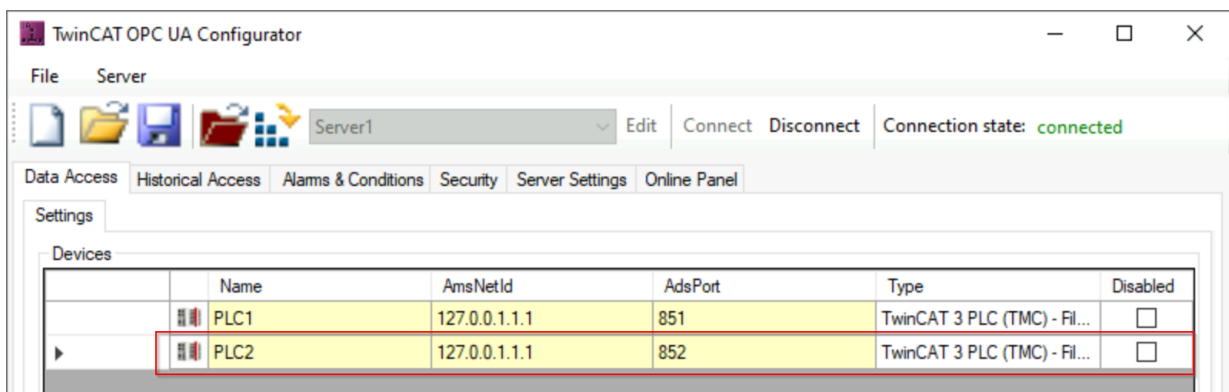 TwinCAT OPC UA Configurator
File Server
Server1 Edit Connect Disconnect Connection state: connected
Data Access Historical Access Alarms & Conditions Security Server Settings Online Panel
Settings
Devices
Name AmsNetId AdsPort Type Disabled
PLC1 127.0.0.1.1.1 851 TwinCAT 3 PLC (TMC) - Fil...
PLC2 127.0.0.1.1.1 852 TwinCAT 3 PLC (TMC) - Fil...